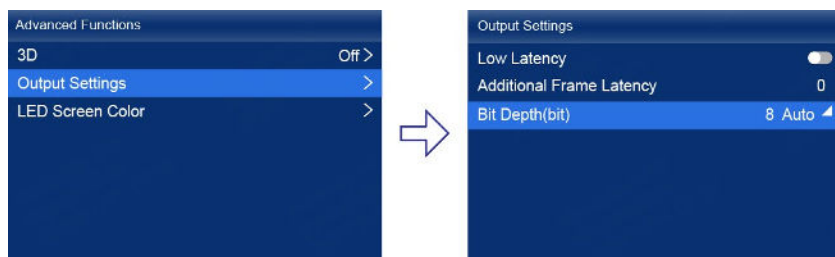 Advanced Functions
3D Off >
Output Settings >
LED Screen Color >
Output Settings
Low Latency
Additional Frame Latency 0
Bit Depth(bit) 8 Auto